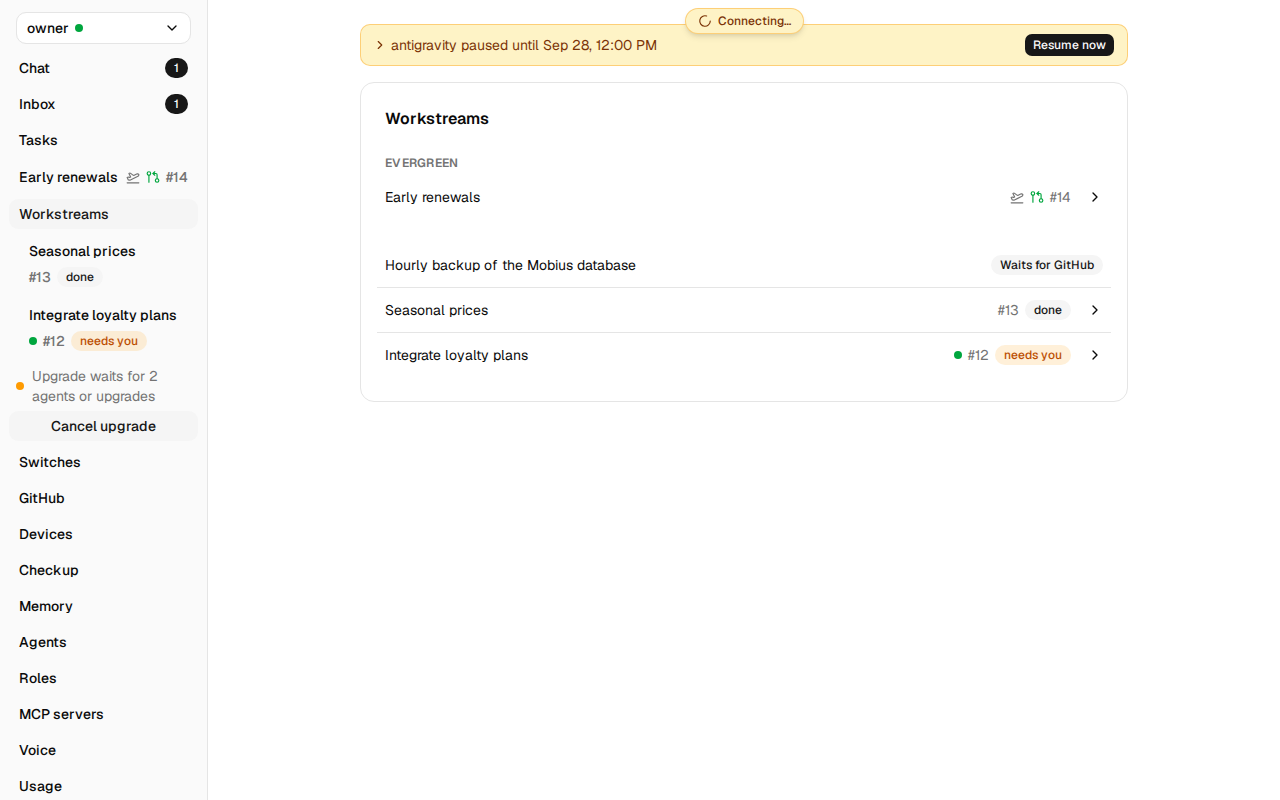 owner
Chat 1
Inbox 1
Tasks
Early renewals #14
Workstreams
Seasonal prices
#13 done
Integrate loyalty plans
#12 needs you
Upgrade waits for 2
agents or upgrades
Cancel upgrade
Switches
GitHub
Devices
Checkup
Memory
Agents
Roles
MCP servers
Voice
Usage
Connecting…
antigravity paused until Sep 28, 12:00 PM Resume now
Workstreams
EVERGREEN
Early renewals #14
Hourly backup of the Mobius database Waits for GitHub
Seasonal prices #13 done
Integrate loyalty plans #12 needs you